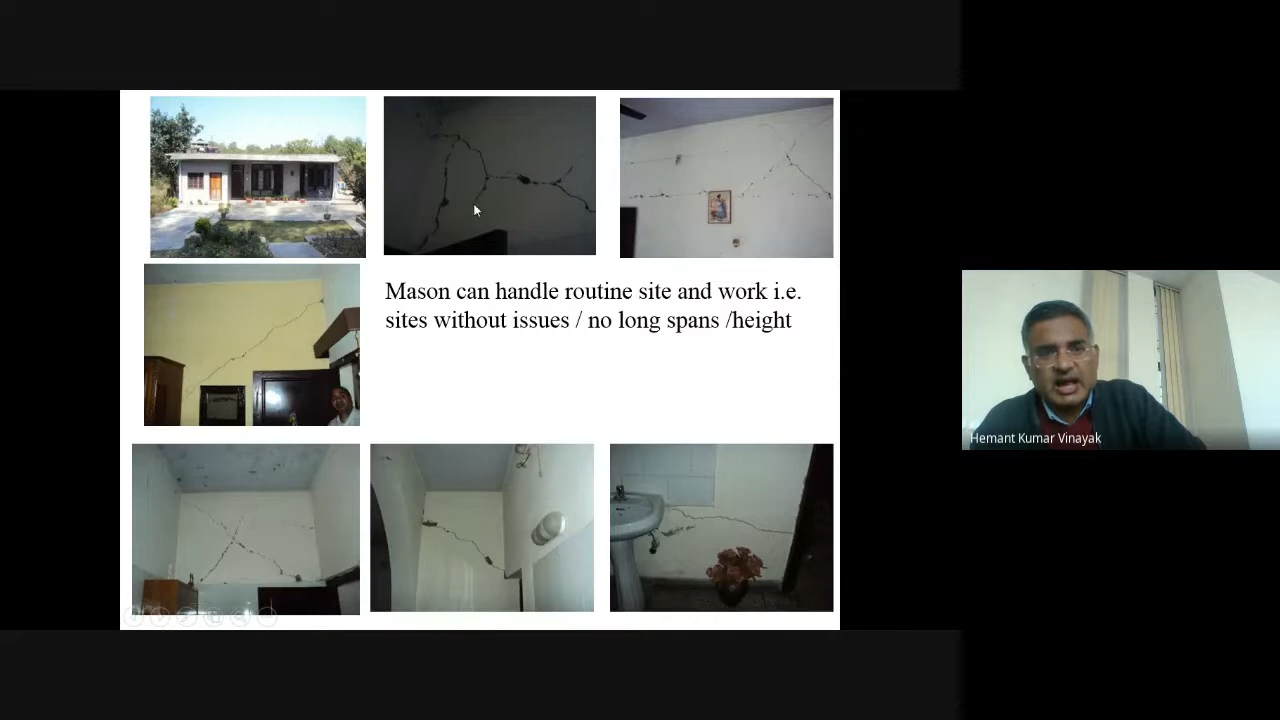 Mason can handle routine site and work i.e.
sites without issues / no long spans /height
Hemant Kumar Vinayak